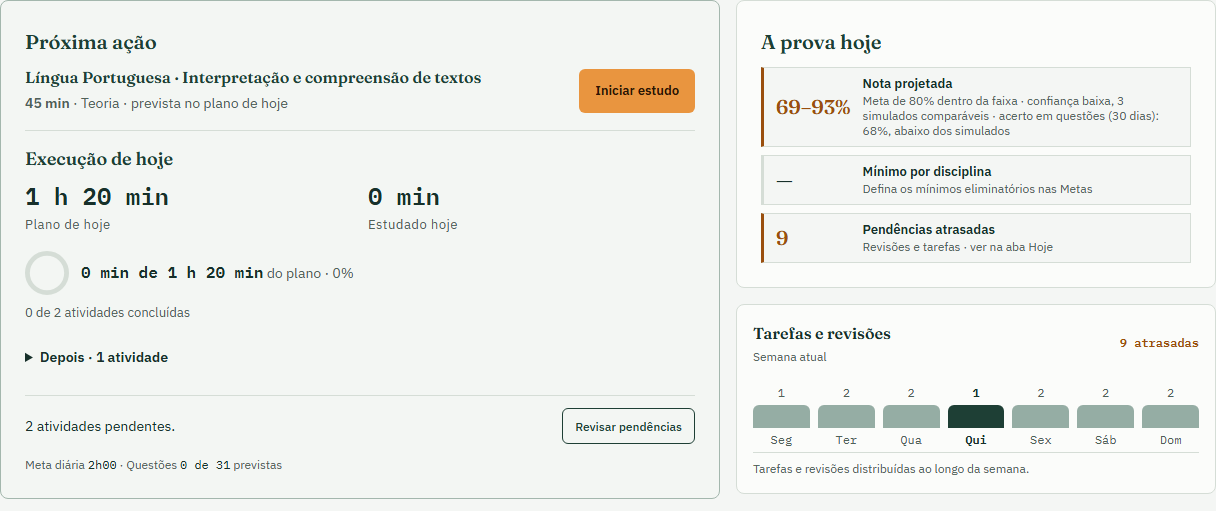 Próxima ação
Língua Portuguesa · Interpretação e compreensão de textos
45 min · Teoria · prevista no plano de hoje
Iniciar estudo
Execução de hoje
1 h 20 min
Plano de hoje
0 min
Estudado hoje
0 min de 1 h 20 min do plano · 0%
0 de 2 atividades concluídas
Depois · 1 atividade
2 atividades pendentes.
Revisar pendências
Meta diária 2h00 · Questões 0 de 31 previstas
A prova hoje
69–93%
Nota projetada
Meta de 80% dentro da faixa · confiança baixa, 3
simulados comparáveis · acerto em questões (30 dias):
68%, abaixo dos simulados
—
Mínimo por disciplina
Defina os mínimos eliminatórios nas Metas
9
Pendências atrasadas
Revisões e tarefas · ver na aba Hoje
Tarefas e revisões
Semana atual
9 atrasadas
1 2 2 1 2 2 2
Seg Ter Qua Qui Sex Sáb Dom
Tarefas e revisões distribuídas ao longo da semana.